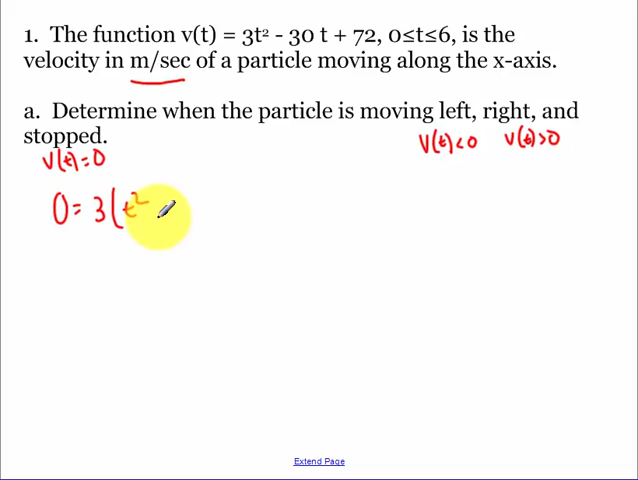 1. The function v(t) = 3t² - 30 t + 72, 0≤t≤6, is the
velocity in m/sec of a particle moving along the x-axis.
a. Determine when the particle is moving left, right, and
stopped.
V(t)<0 V(t)>0
V(t)=0
0=3(t²
Extend Page